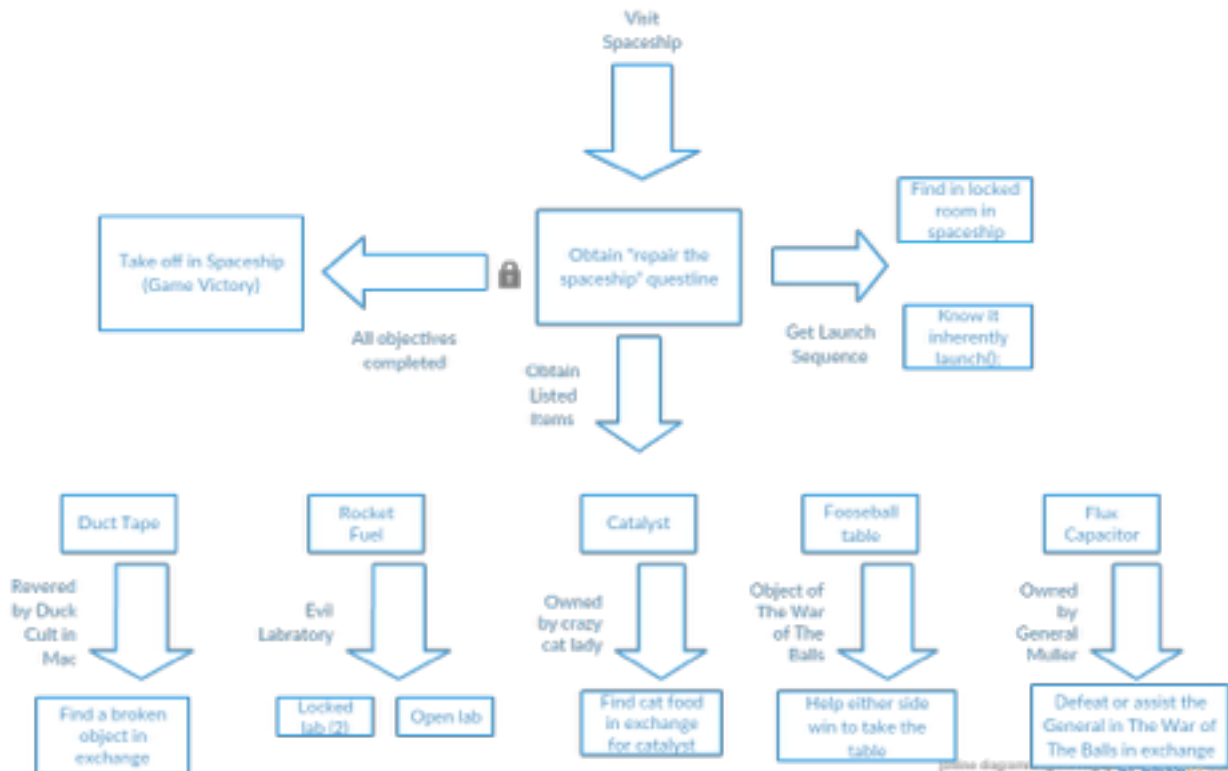 Visit
Spaceship
Find in locked
room in
spaceship
Take off in Spaceship
(Game Victory)
Obtain "repair the
spaceship" questline
Know it
inherently
launch();
All objectives
completed
Get Launch
Sequence
Obtain
Listed
Items
Duct Tape
Rocket
Fuel
Catalyst
Fooseball
table
Flux
Capacitor
Revered
by Duck
Cult in
Mac
Evil
Labratory
Owned
by crazy
cat lady
Object of
The War
of The
Balls
Owned
by
General
Muller
Find a broken
object in
exchange
Locked
lab (2)
Open lab
Find cat food
in exchange
for catalyst
Help either side
win to take the
table
Defeat or assist the
General in The War of
The Balls in exchange